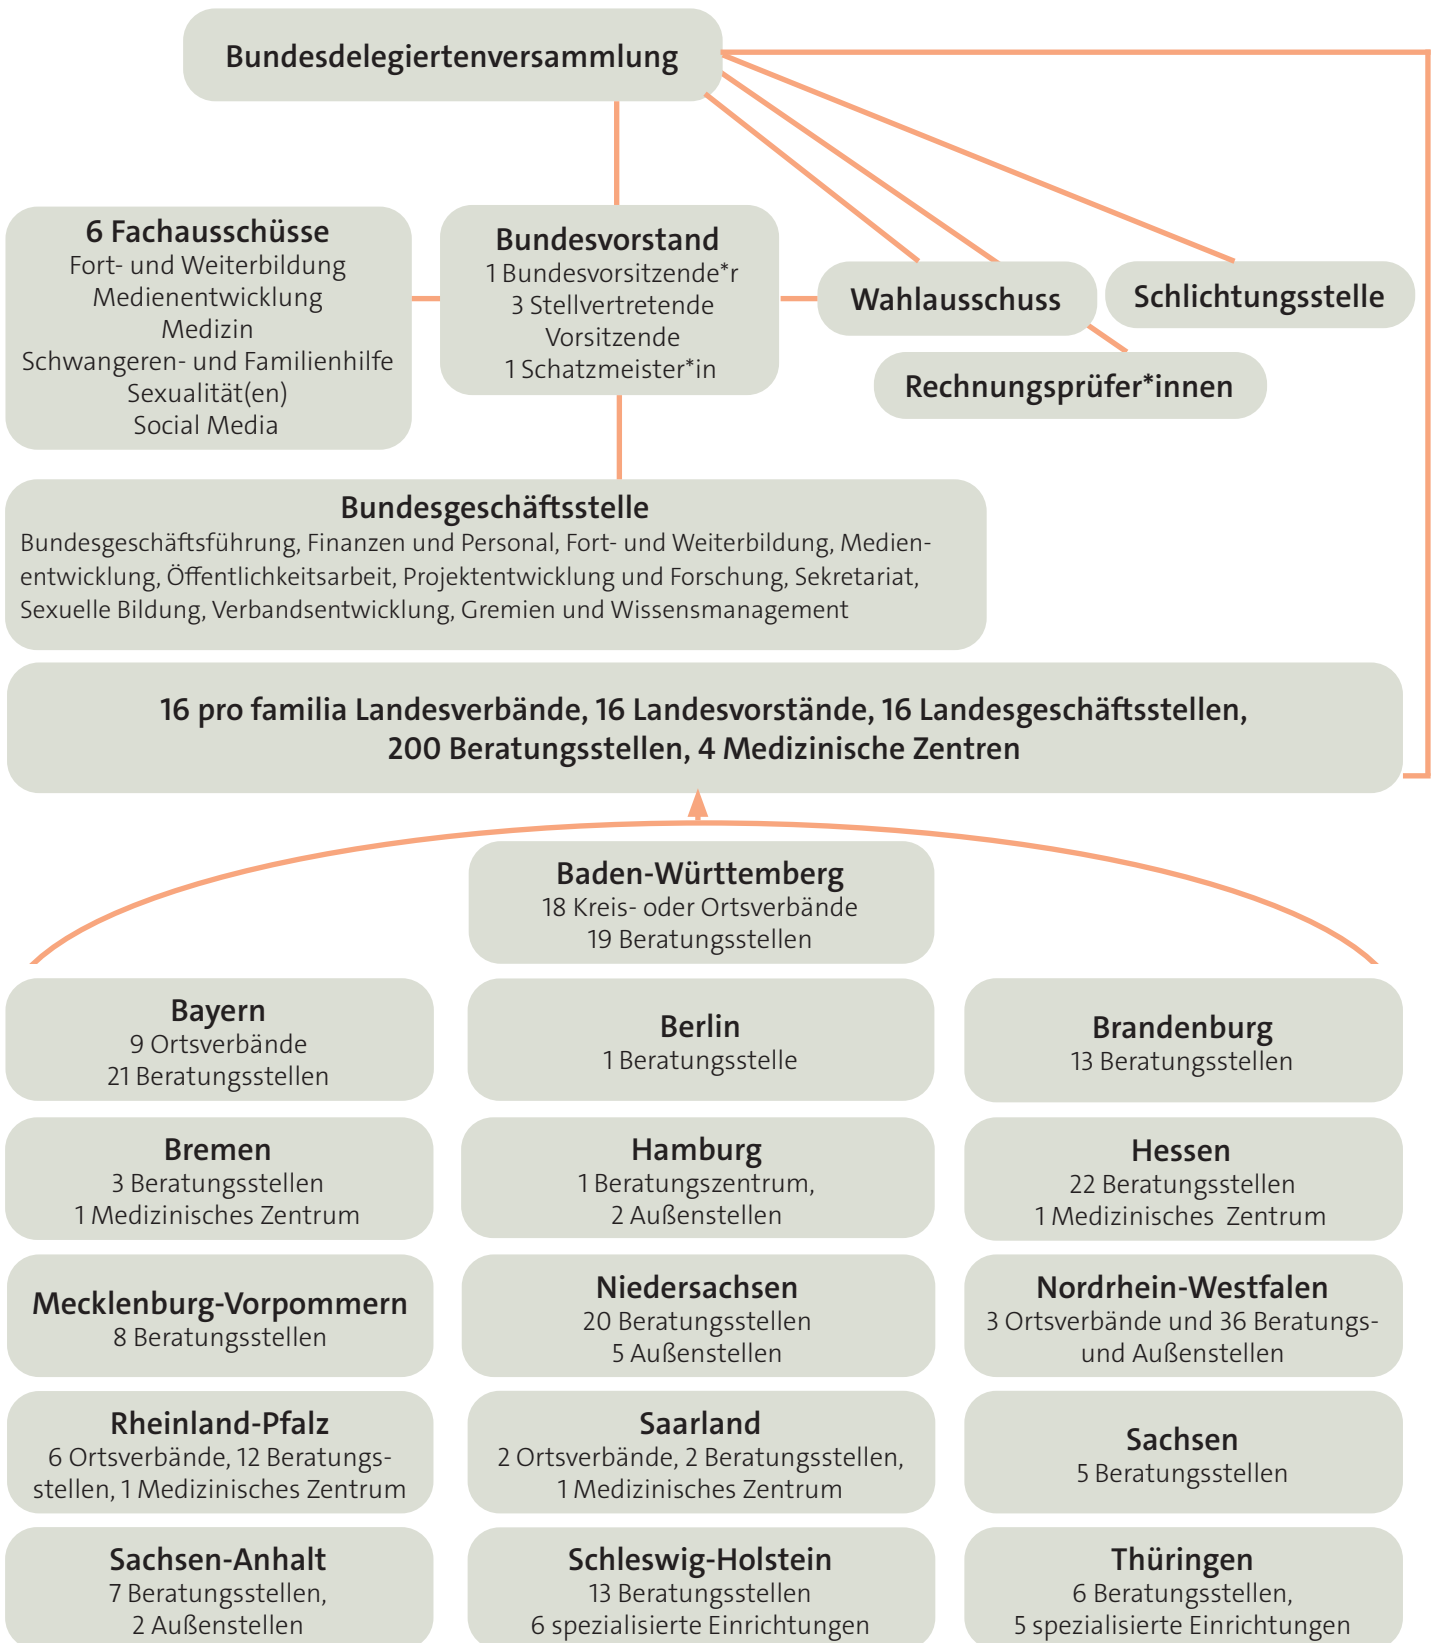 Bundesdelegiertenversammlung
6 Fachausschüsse
Fort- und Weiterbildung
Medienentwicklung
Medizin
Schwangeren- und Familienhilfe
Sexualität(en)
Social Media
Bundesvorstand
1 Bundesvorsitzende*r
3 Stellvertretende
Vorsitzende
1 Schatzmeister*in
Wahlausschuss
Schlichtungsstelle
Rechnungsprüfer*innen
Bundesgeschäftsstelle
Bundesgeschäftsführung, Finanzen und Personal, Fort- und Weiterbildung, Medien-
entwicklung, Öffentlichkeitsarbeit, Projektentwicklung und Forschung, Sekretariat,
Sexuelle Bildung, Verbandsentwicklung, Gremien und Wissensmanagement
16 pro familia Landesverbände, 16 Landesvorstände, 16 Landesgeschäftsstellen,
200 Beratungsstellen, 4 Medizinische Zentren
Baden-Württemberg
18 Kreis- oder Ortsverbände
19 Beratungsstellen
Bayern
9 Ortsverbände
21 Beratungsstellen
Berlin
1 Beratungsstelle
Brandenburg
13 Beratungsstellen
Bremen
3 Beratungsstellen
1 Medizinisches Zentrum
Hamburg
1 Beratungszentrum,
2 Außenstellen
Hessen
22 Beratungsstellen
1 Medizinisches Zentrum
Mecklenburg-Vorpommern
8 Beratungsstellen
Niedersachsen
20 Beratungsstellen
5 Außenstellen
Nordrhein-Westfalen
3 Ortsverbände und 36 Beratungs-
und Außenstellen
Rheinland-Pfalz
6 Ortsverbände, 12 Beratungs-
stellen, 1 Medizinisches Zentrum
Saarland
2 Ortsverbände, 2 Beratungsstellen,
1 Medizinisches Zentrum
Sachsen
5 Beratungsstellen
Sachsen-Anhalt
7 Beratungsstellen,
2 Außenstellen
Schleswig-Holstein
13 Beratungsstellen
6 spezialisierte Einrichtungen
Thüringen
6 Beratungsstellen,
5 spezialisierte Einrichtungen